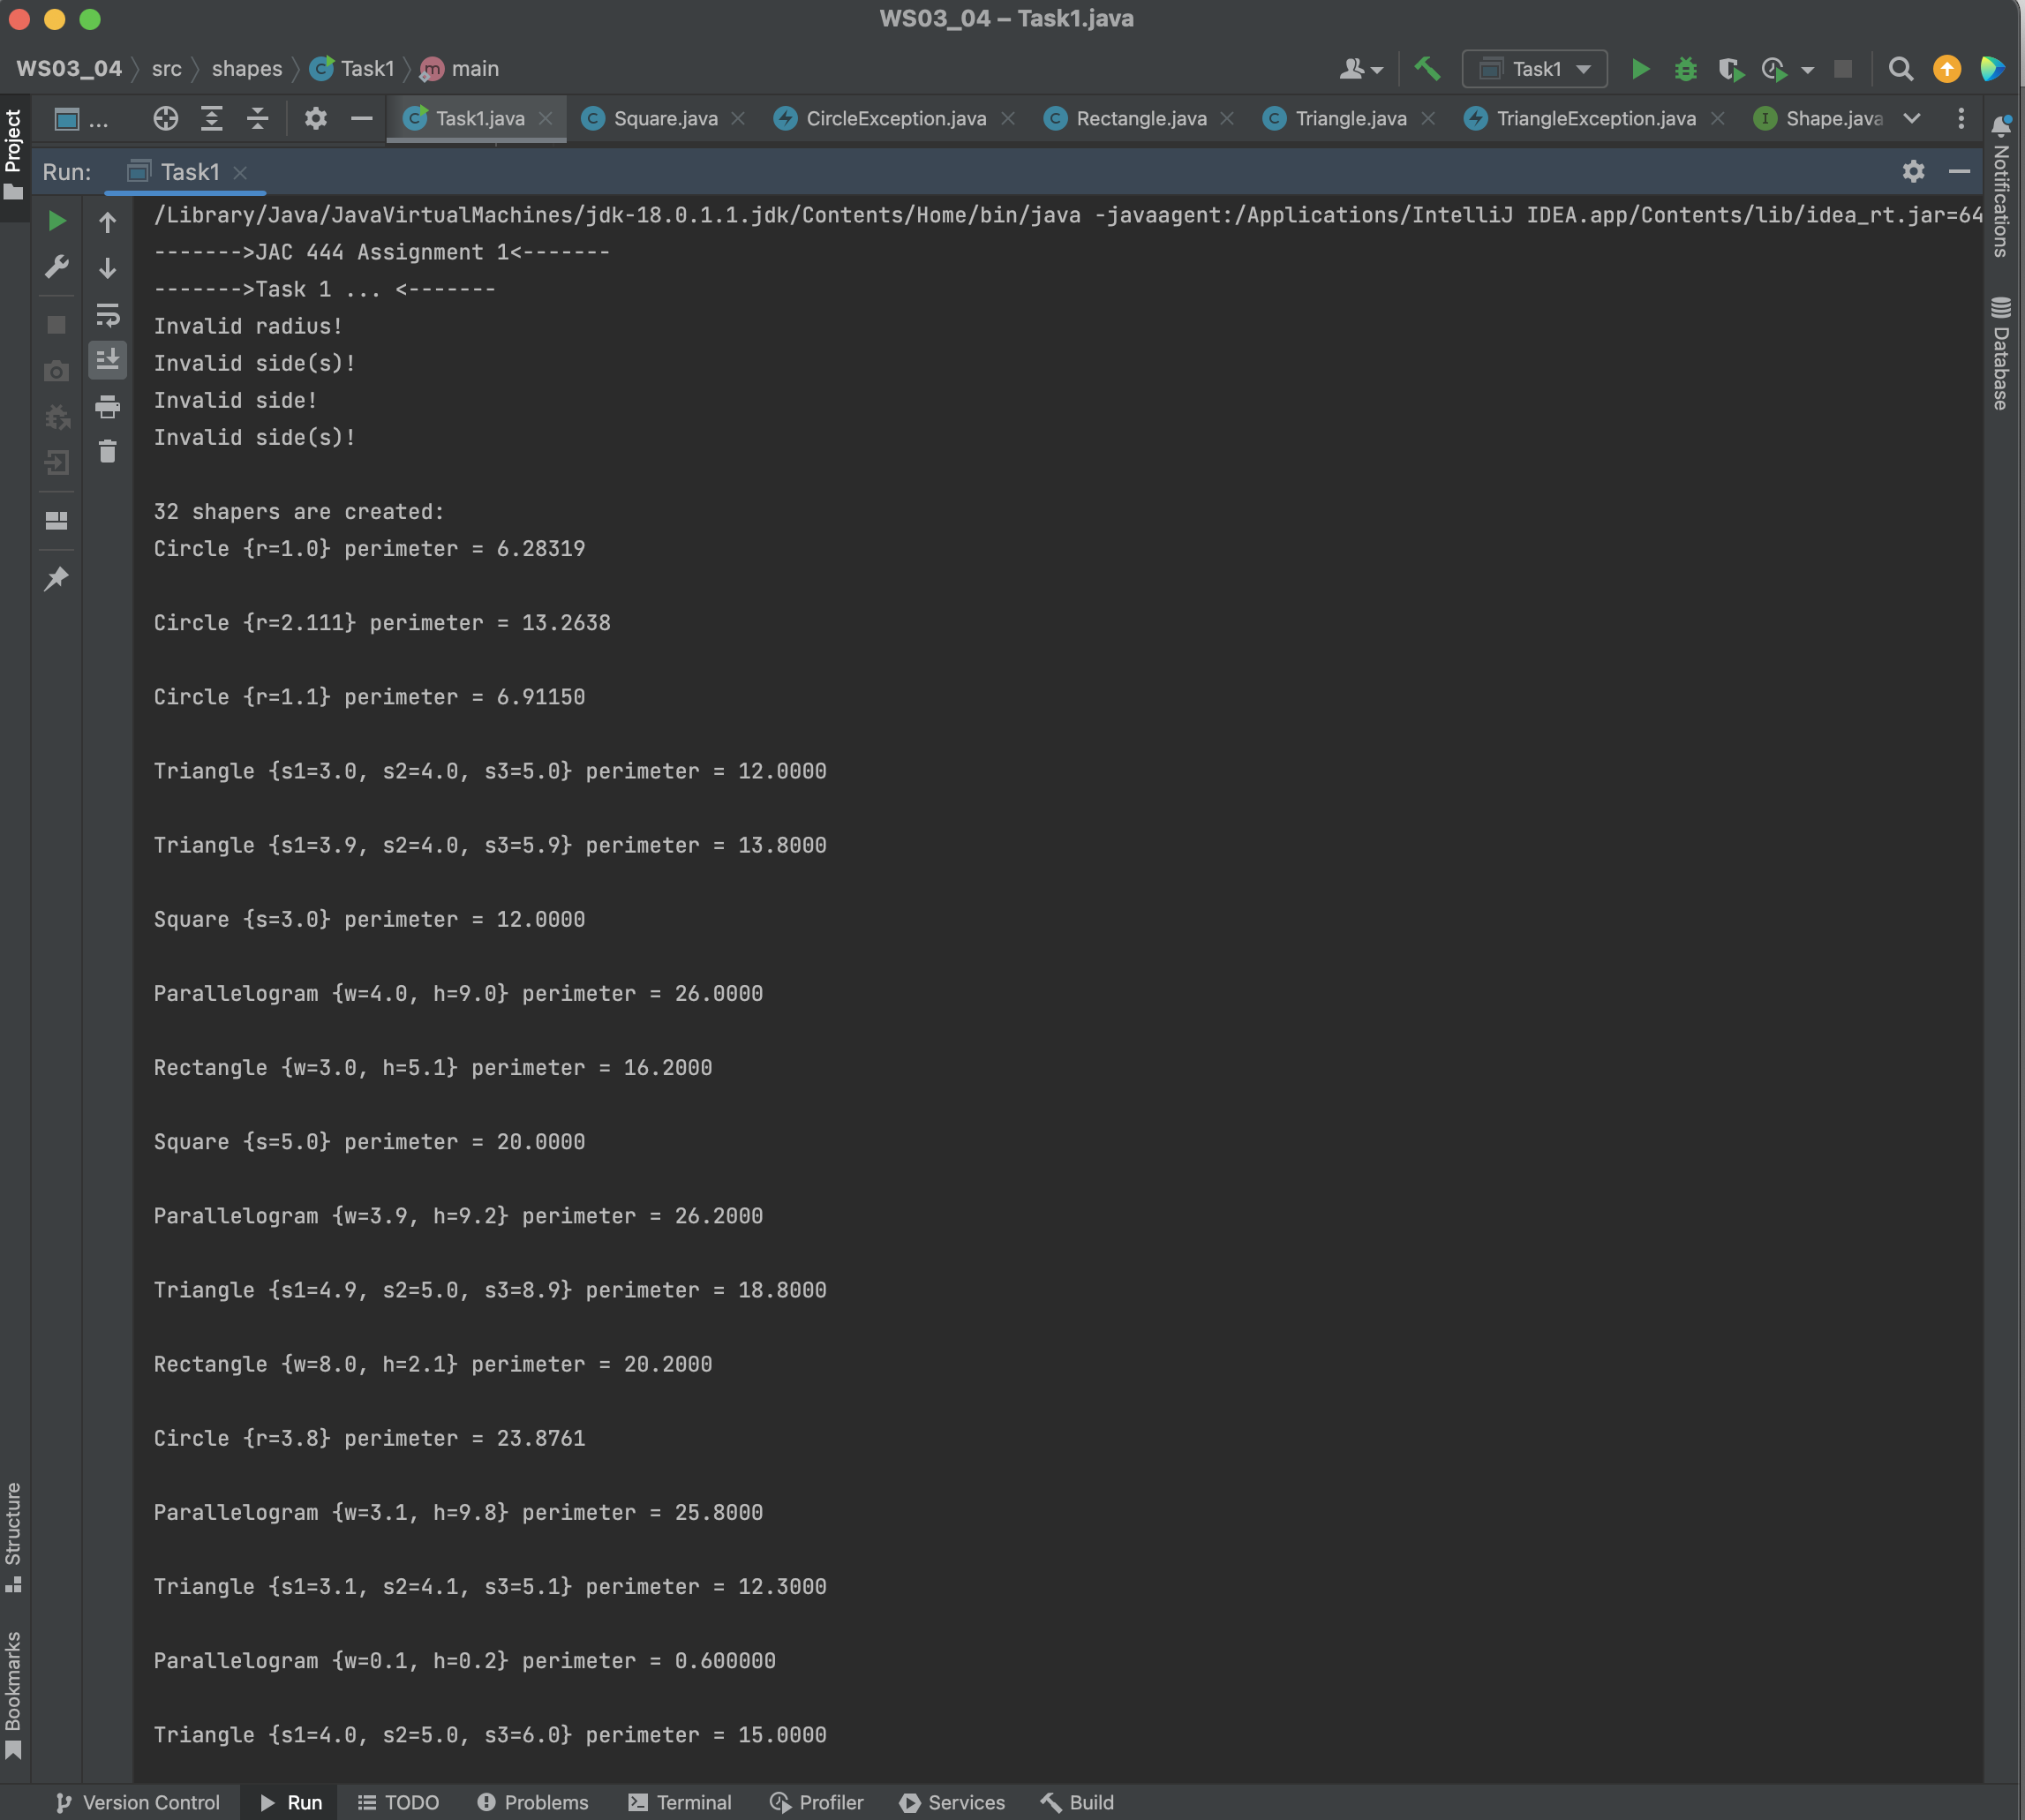 WS03_04 – Task1.java
WS03_04 src shapes Task1 main
Task1
... Task1.java Square.java CircleException.java Rectangle.java Triangle.java TriangleException.java Shape.java
Project
Run: Task1
Notifications
Database
/Library/Java/JavaVirtualMachines/jdk-18.0.1.1.jdk/Contents/Home/bin/java -javaagent:/Applications/IntelliJ IDEA.app/Contents/lib/idea_rt.jar=64
------->JAC 444 Assignment 1<-------
------->Task 1 ... <-------
Invalid radius!
Invalid side(s)!
Invalid side!
Invalid side(s)!
32 shapers are created:
Circle {r=1.0} perimeter = 6.28319
Circle {r=2.111} perimeter = 13.2638
Circle {r=1.1} perimeter = 6.91150
Triangle {s1=3.0, s2=4.0, s3=5.0} perimeter = 12.0000
Triangle {s1=3.9, s2=4.0, s3=5.9} perimeter = 13.8000
Square {s=3.0} perimeter = 12.0000
Parallelogram {w=4.0, h=9.0} perimeter = 26.0000
Rectangle {w=3.0, h=5.1} perimeter = 16.2000
Square {s=5.0} perimeter = 20.0000
Parallelogram {w=3.9, h=9.2} perimeter = 26.2000
Triangle {s1=4.9, s2=5.0, s3=8.9} perimeter = 18.8000
Rectangle {w=8.0, h=2.1} perimeter = 20.2000
Circle {r=3.8} perimeter = 23.8761
Parallelogram {w=3.1, h=9.8} perimeter = 25.8000
Triangle {s1=3.1, s2=4.1, s3=5.1} perimeter = 12.3000
Parallelogram {w=0.1, h=0.2} perimeter = 0.600000
Triangle {s1=4.0, s2=5.0, s3=6.0} perimeter = 15.0000
Structure
Bookmarks
Version Control Run TODO Problems Terminal Profiler Services Build